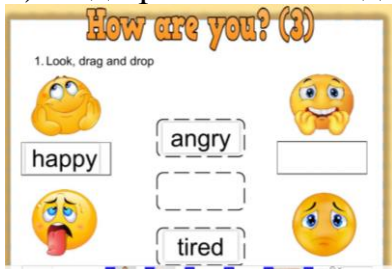 How are you? (3)
1. Look, drag and drop
angry
happy
tired